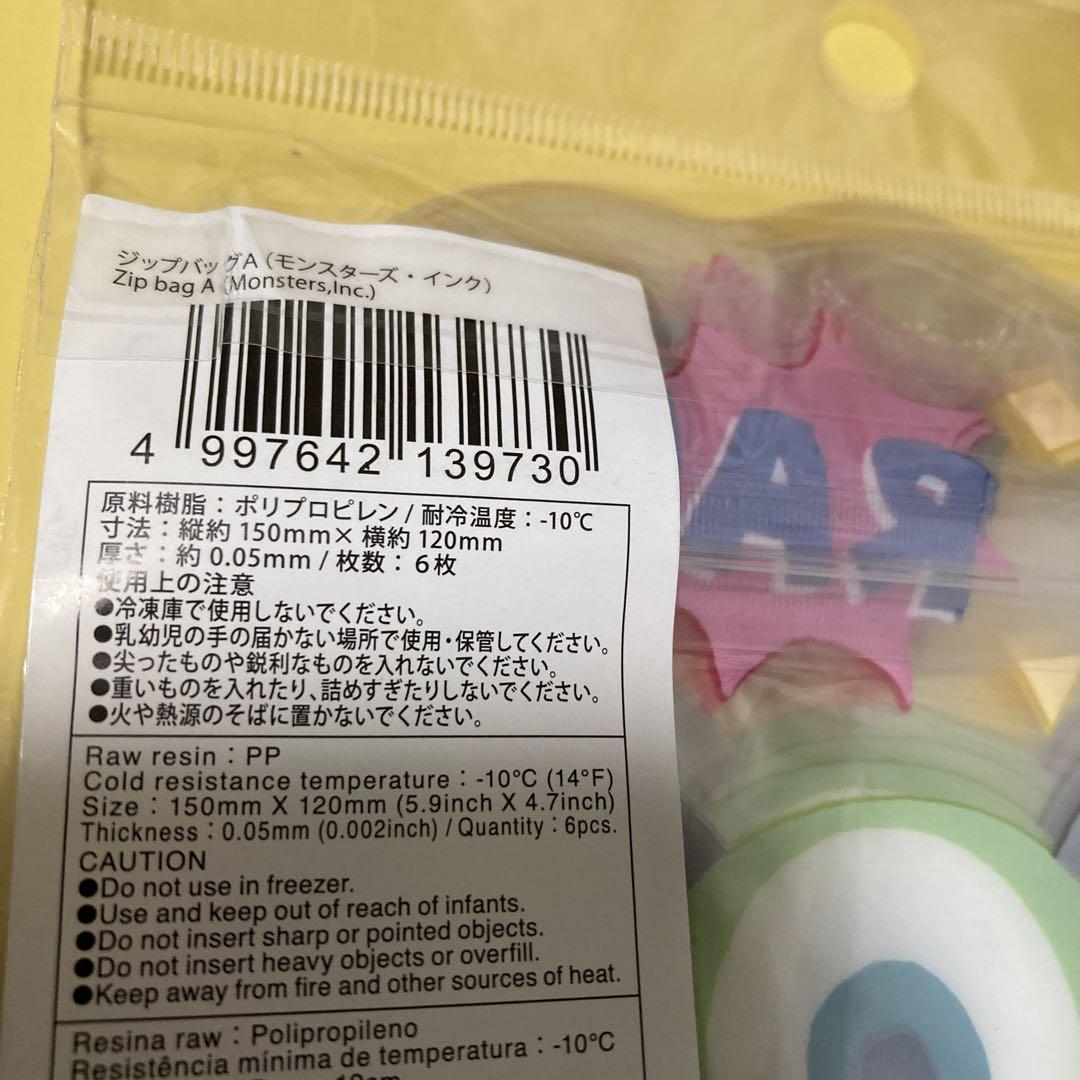 ジップバッグA（モンスターズ・インク）
Zip bag A (Monsters,Inc.)
4 997642 139730
原料樹脂：ポリプロピレン / 耐冷温度：-10℃
寸法：縦約 150mm× 横約 120mm
厚さ：約 0.05mm / 枚数：６枚
使用上の注意
●冷凍庫で使用しないでください。
●乳幼児の手の届かない場所で使用・保管してください。
●尖ったものや鋭利なものを入れないでください。
●重いものを入れたり、詰めすぎたりしないでください。
●火や熱源のそばに置かないでください。
Raw resin：PP
Cold resistance temperature：-10℃ (14°F)
Size：150mm X 120mm (5.9inch X 4.7inch)
Thickness：0.05mm (0.002inch) / Quantity：6pcs.
CAUTION
●Do not use in freezer.
●Use and keep out of reach of infants.
●Do not insert sharp or pointed objects.
●Do not insert heavy objects or overfill.
●Keep away from fire and other sources of heat.
Resina raw：Polipropileno
Resistência mínima de temperatura：-10℃